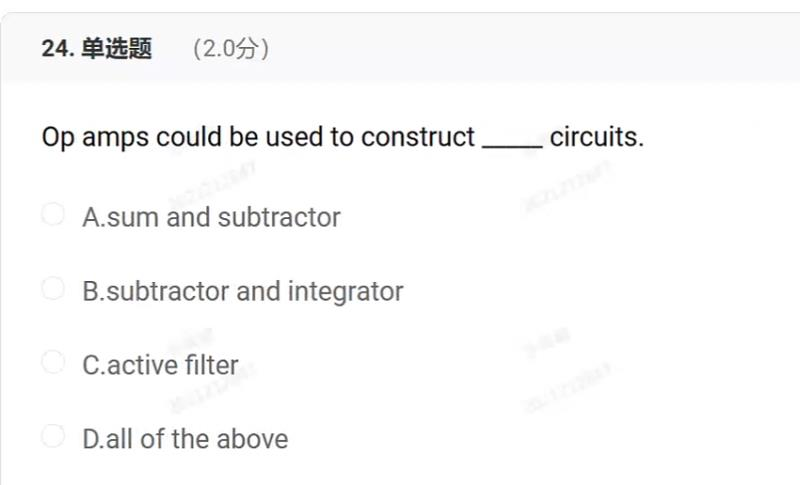 24. 单选题 (2.0分)
Op amps could be used to construct _____ circuits.
A.sum and subtractor
B.subtractor and integrator
C.active filter
D.all of the above